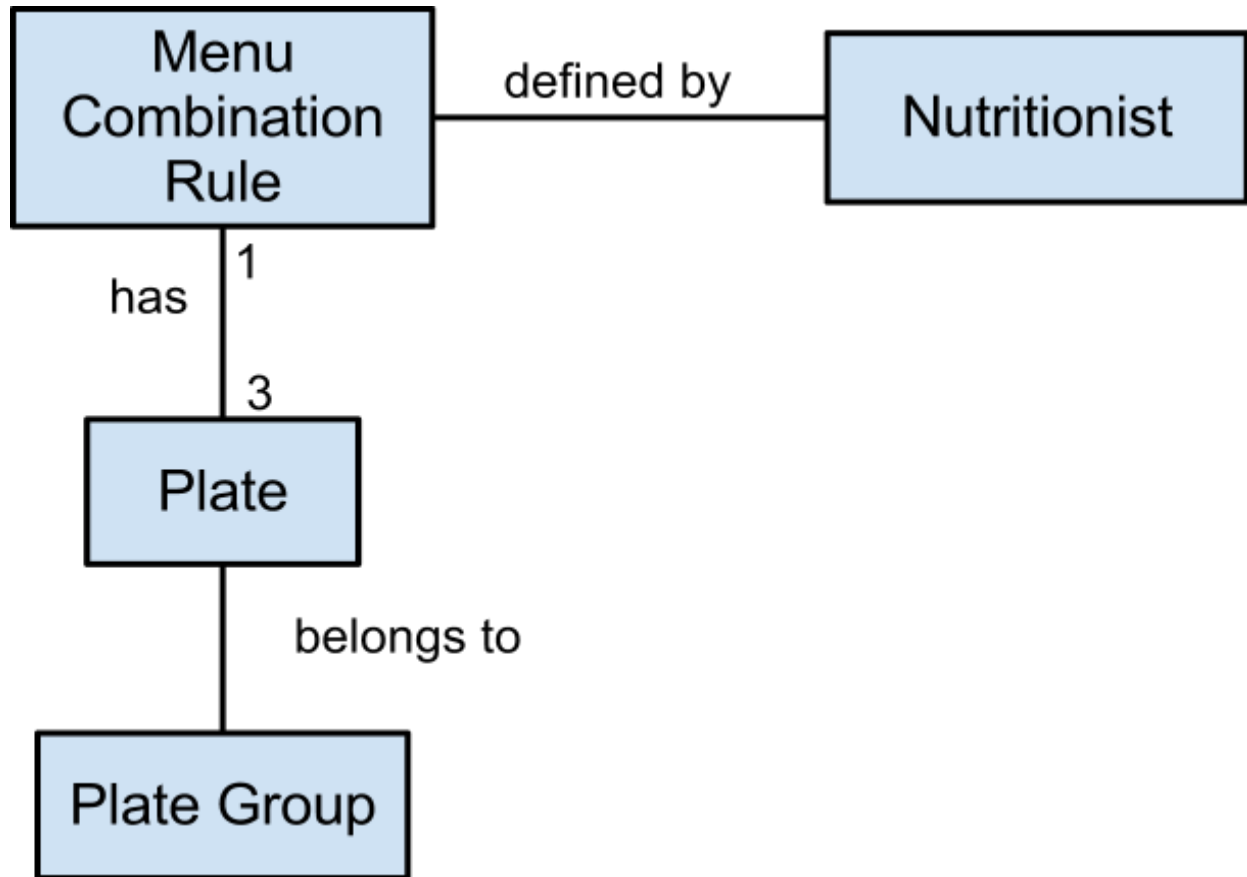 Menu
Combination
Rule
defined by
Nutritionist
1
has
3
Plate
belongs to
Plate Group